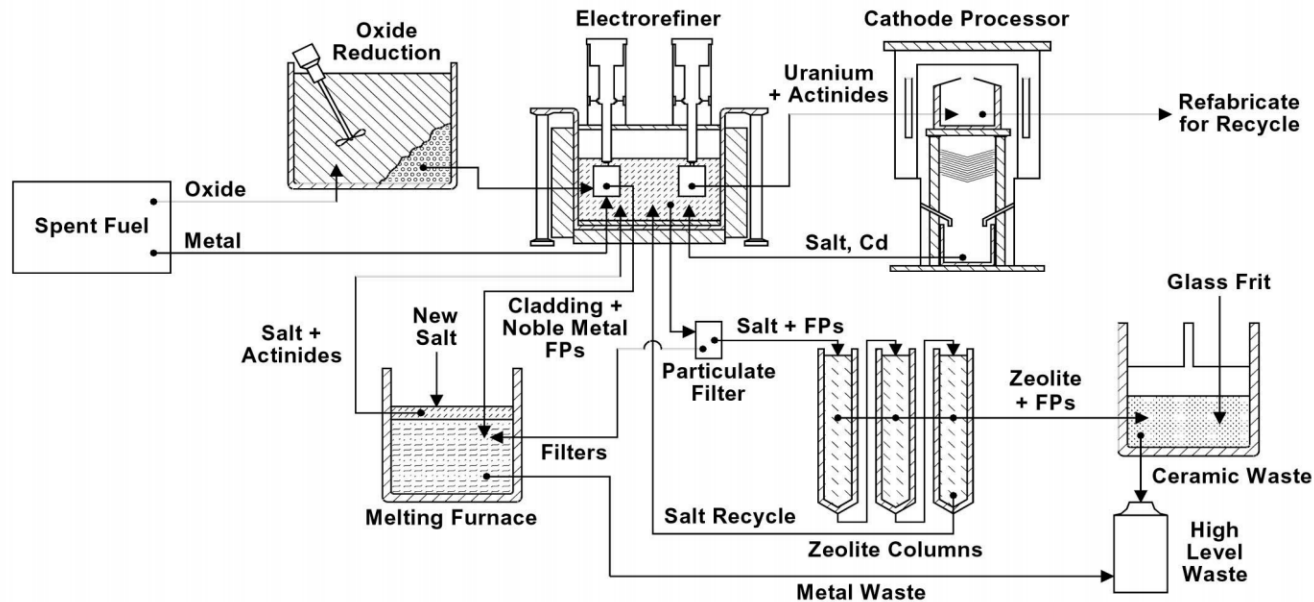 Electrorefiner
Cathode Processor
Oxide
Reduction
Uranium
+ Actinides
Refabricate
for Recycle
Oxide
Spent Fuel
Metal
Salt, Cd
Glass Frit
Salt +
Actinides
New
Salt
Cladding +
Noble Metal
FPs
Salt + FPs
Particulate
Filter
Zeolite
+ FPs
Filters
Ceramic Waste
Melting Furnace
Salt Recycle
Zeolite Columns
High
Level
Waste
Metal Waste